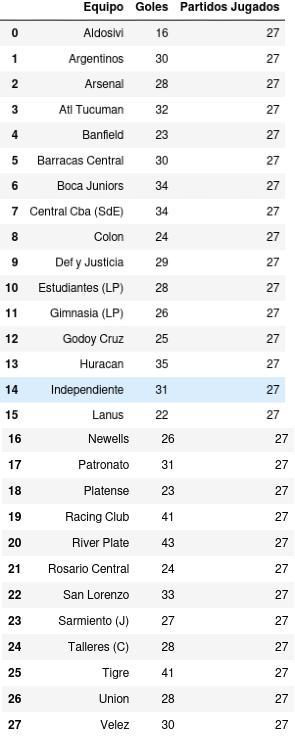 Equipo Goles Partidos Jugados
0 Aldosivi 16 27
1 Argentinos 30 27
2 Arsenal 28 27
3 Atl Tucuman 32 27
4 Banfield 23 27
5 Barracas Central 30 27
6 Boca Juniors 34 27
7 Central Cba (SdE) 34 27
8 Colon 24 27
9 Def y Justicia 29 27
10 Estudiantes (LP) 28 27
11 Gimnasia (LP) 26 27
12 Godoy Cruz 25 27
13 Huracan 35 27
14 Independiente 31 27
15 Lanus 22 27
16 Newells 26 27
17 Patronato 31 27
18 Platense 23 27
19 Racing Club 41 27
20 River Plate 43 27
21 Rosario Central 24 27
22 San Lorenzo 33 27
23 Sarmiento (J) 27 27
24 Talleres (C) 28 27
25 Tigre 41 27
26 Union 28 27
27 Velez 30 27